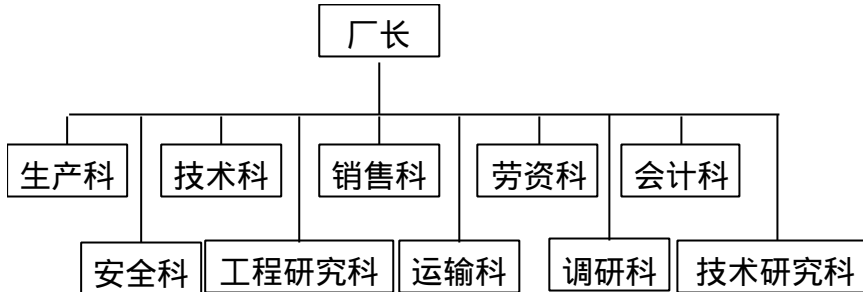 厂长
生产科
技术科
销售科
劳资科
会计科
安全科
工程研究科
运输科
调研科
技术研究科